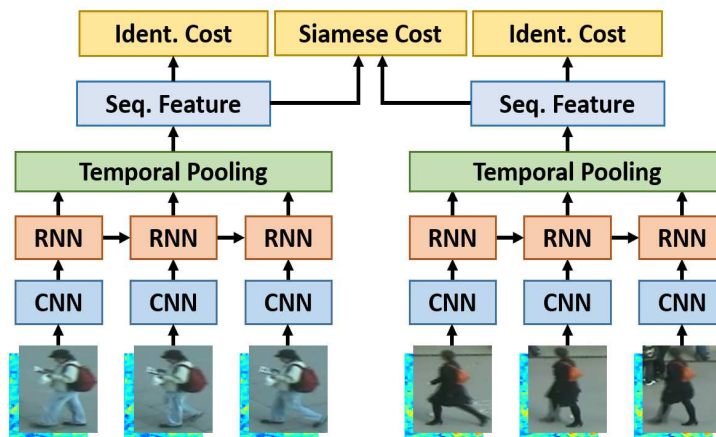 Ident. Cost Siamese Cost Ident. Cost
Seq. Feature Seq. Feature
Temporal Pooling Temporal Pooling
RNN RNN RNN RNN RNN RNN
CNN CNN CNN CNN CNN CNN